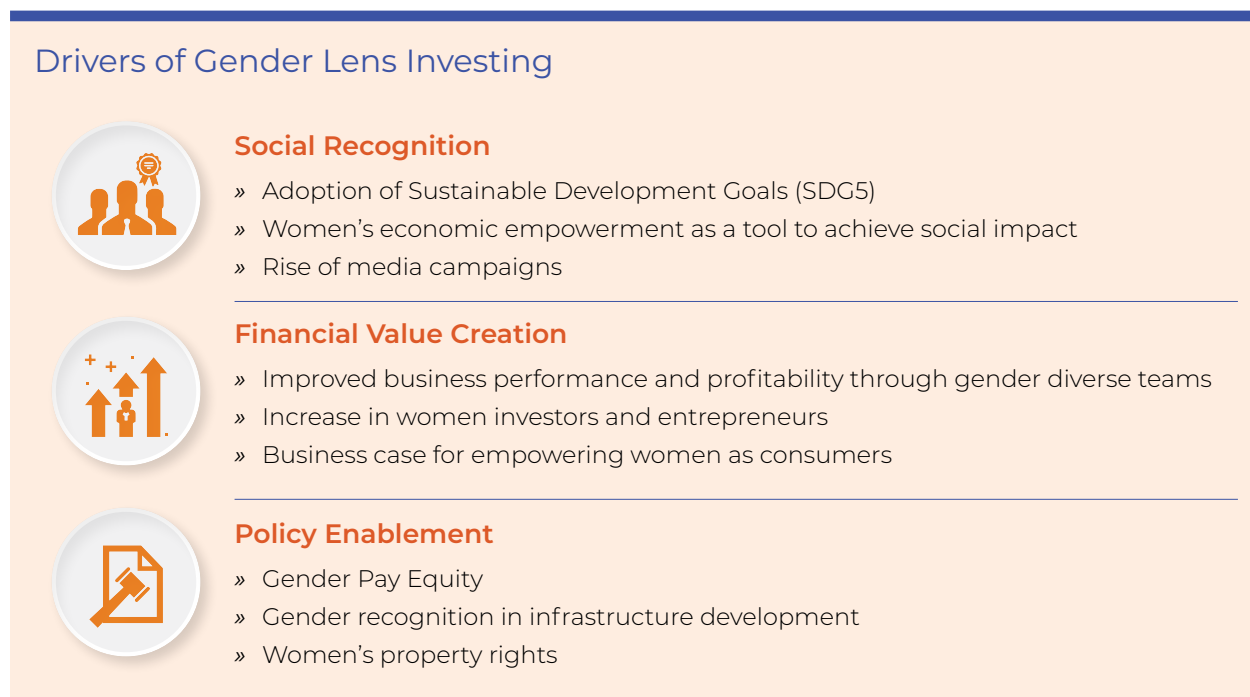 Drivers of Gender Lens Investing
Social Recognition
» Adoption of Sustainable Development Goals (SDG5)
» Women’s economic empowerment as a tool to achieve social impact
» Rise of media campaigns
Financial Value Creation
» Improved business performance and profitability through gender diverse teams
» Increase in women investors and entrepreneurs
» Business case for empowering women as consumers
Policy Enablement
» Gender Pay Equity
» Gender recognition in infrastructure development
» Women’s property rights